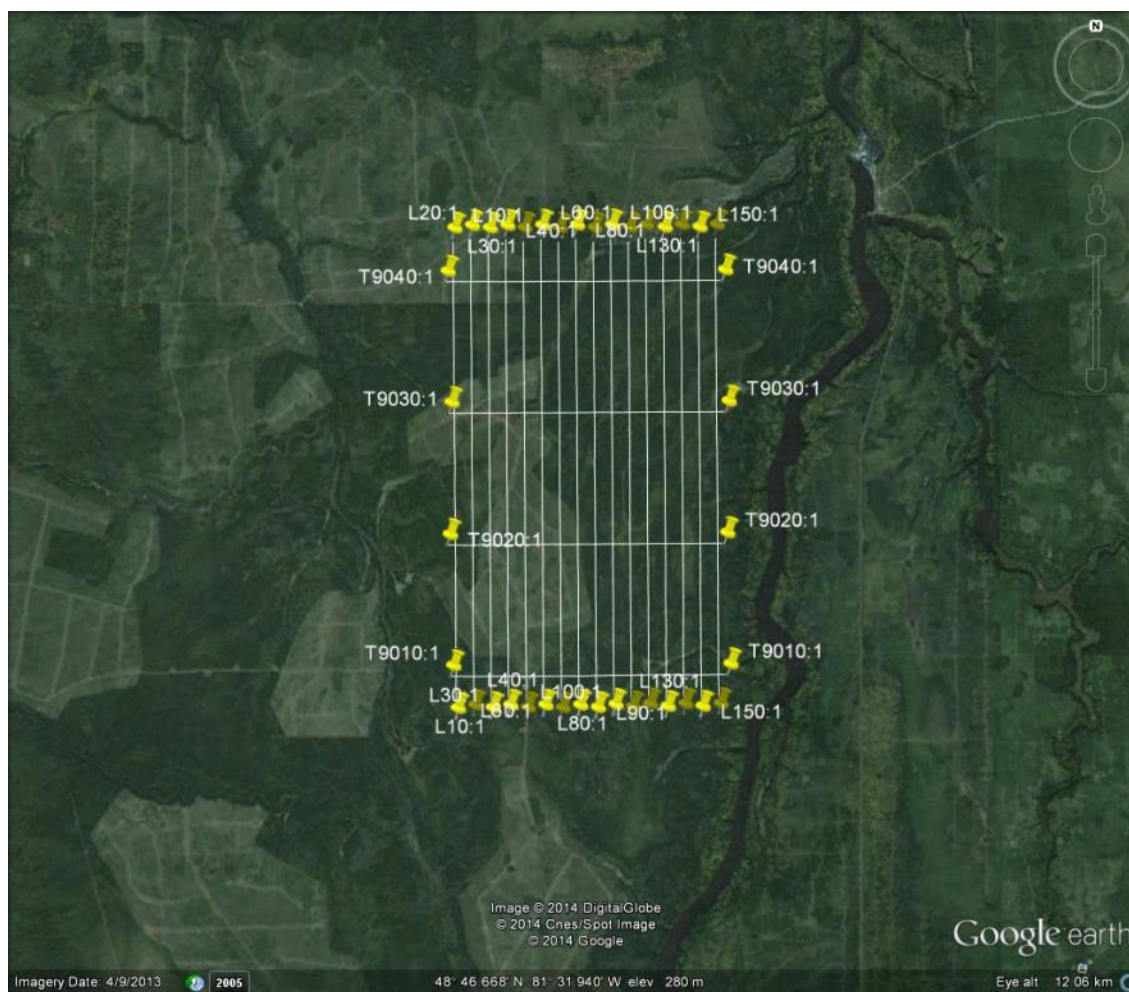 N
L20:1 L10:1 L60:1 L100:1 L150:1
L30:1 L40:1 L80:1 L130:1
T9040:1 T9040:1
T9030:1 T9030:1
T9020:1 T9020:1
T9010:1 T9010:1
L40:1 L130:1
L30:1 L60:1 L100:1 L90:1 L150:1
L10:1 L80:1
Image © 2014 DigitalGlobe
© 2014 Cnes/Spot Image
© 2014 Google
Google earth
Imagery Date: 4/9/2013 2005 48° 46.668' N 81° 31.940' W elev 280 m Eye alt 12.06 km